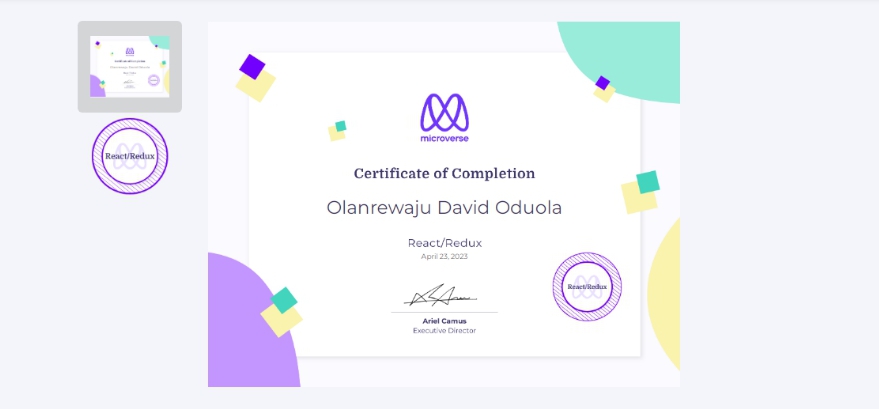 React/Redux
microverse
Certificate of Completion
Olanrewaju David Oduola
React/Redux
April 23, 2023
React/Redux
Ariel Camus
Executive Director